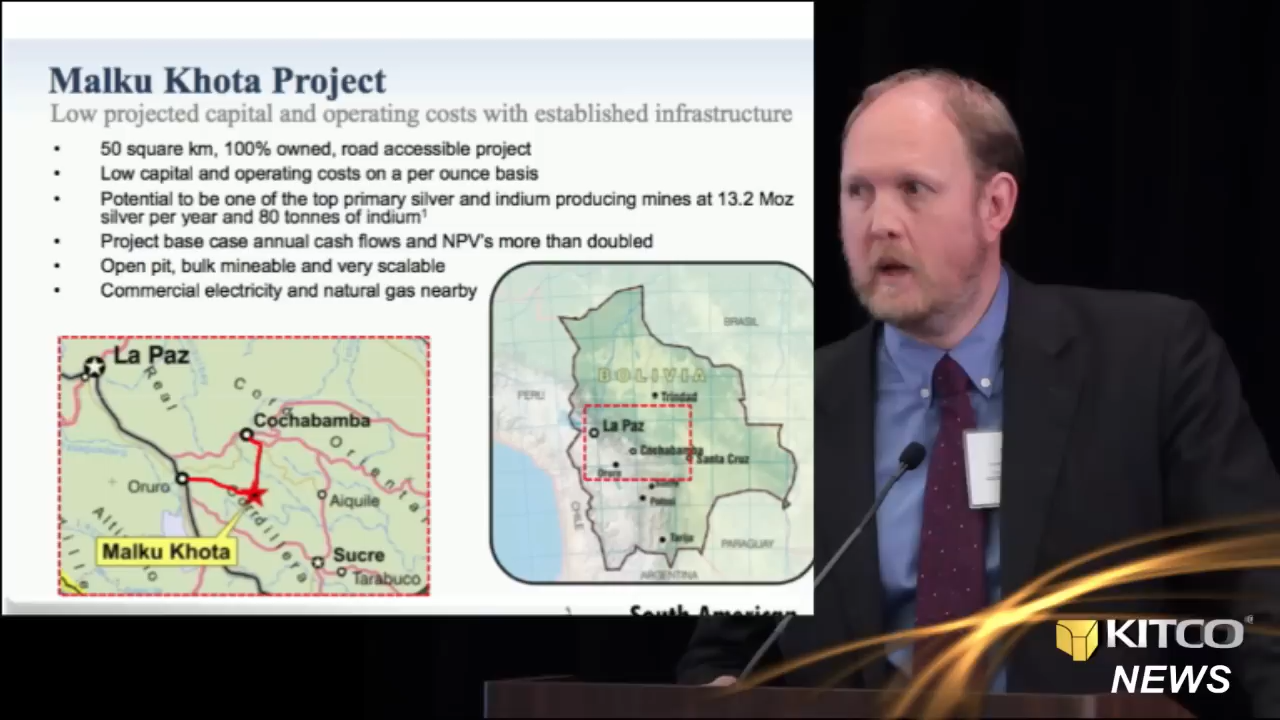 Malku Khota Project
Low projected capital and operating costs with established infrastructure
• 50 square km, 100% owned, road accessible project
• Low capital and operating costs on a per ounce basis
• Potential to be one of the top primary silver and indium producing mines at 13.2 Moz
silver per year and 80 tonnes of indium¹
• Project base case annual cash flows and NPV's more than doubled
• Open pit, bulk mineable and very scalable
• Commercial electricity and natural gas nearby
La Paz
Real
Cochabamba
Oriental
Oruro
Cordillera
Aiquile
Malku Khota
Sucre
Tarabuco
BRASIL
PERU
BOLIVIA
Trinidad
La Paz
Cochabamba
Santa Cruz
Oruro
Potosi
CHILE
Tarija
PARAGUAY
ARGENTINA
South American
KITCO®
NEWS